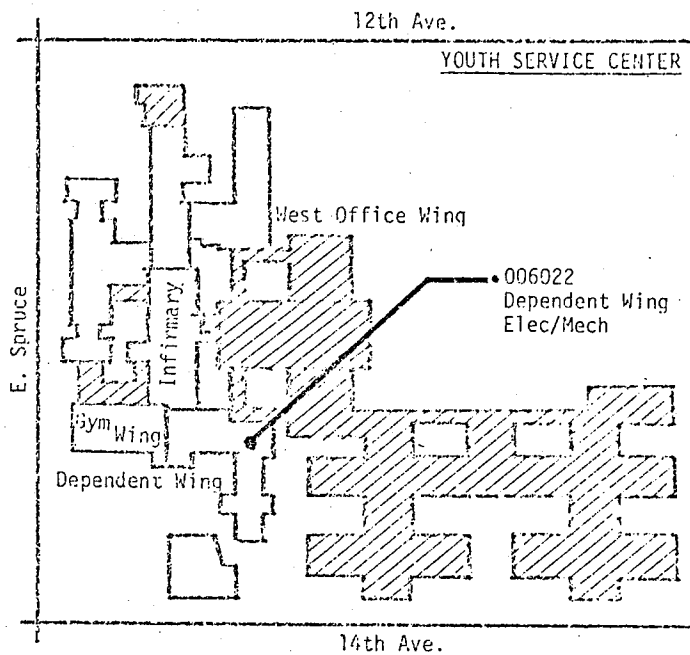 12th Ave.
YOUTH SERVICE CENTER
West Office Wing
006022
Dependent Wing
Elec/Mech
E. Spruce
Infirmary
Gym Wing
Dependent Wing
14th Ave.